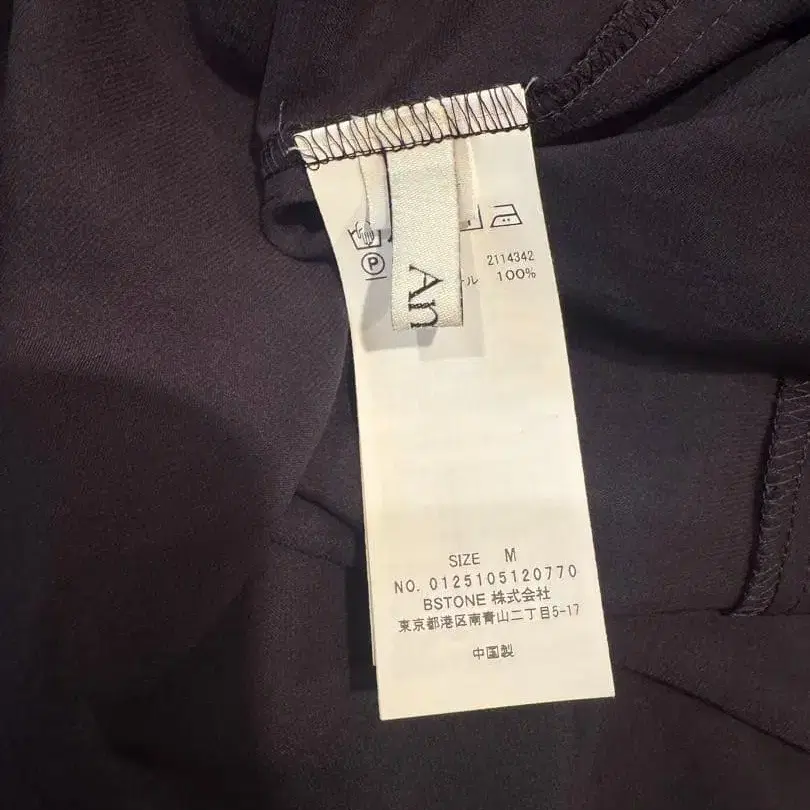 P
2114342
ル 100%
An
SIZE M
NO. 0125105120770
BSTONE 株式会社
東京都港区南青山二丁目5-17
中国製